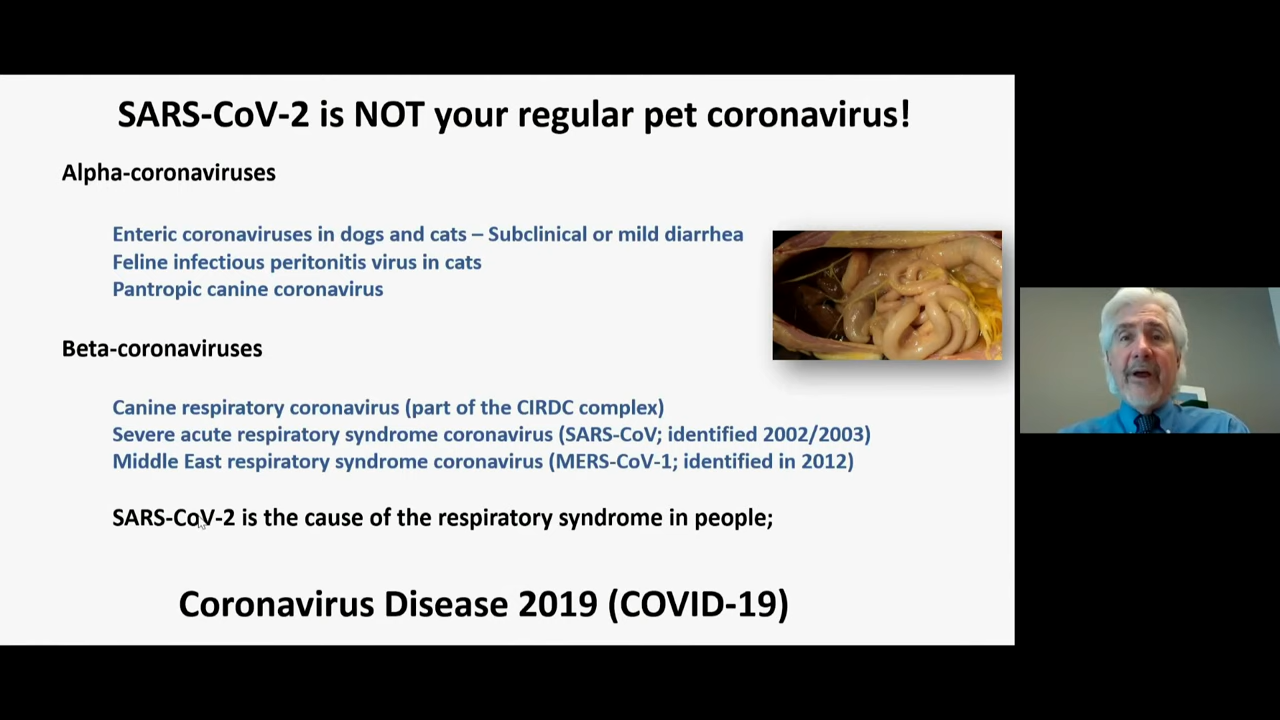 SARS-CoV-2 is NOT your regular pet coronavirus!
Alpha-coronaviruses
Enteric coronaviruses in dogs and cats – Subclinical or mild diarrhea
Feline infectious peritonitis virus in cats
Pantropic canine coronavirus
Beta-coronaviruses
Canine respiratory coronavirus (part of the CIRDC complex)
Severe acute respiratory syndrome coronavirus (SARS-CoV; identified 2002/2003)
Middle East respiratory syndrome coronavirus (MERS-CoV-1; identified in 2012)
SARS-CoV-2 is the cause of the respiratory syndrome in people;
Coronavirus Disease 2019 (COVID-19)